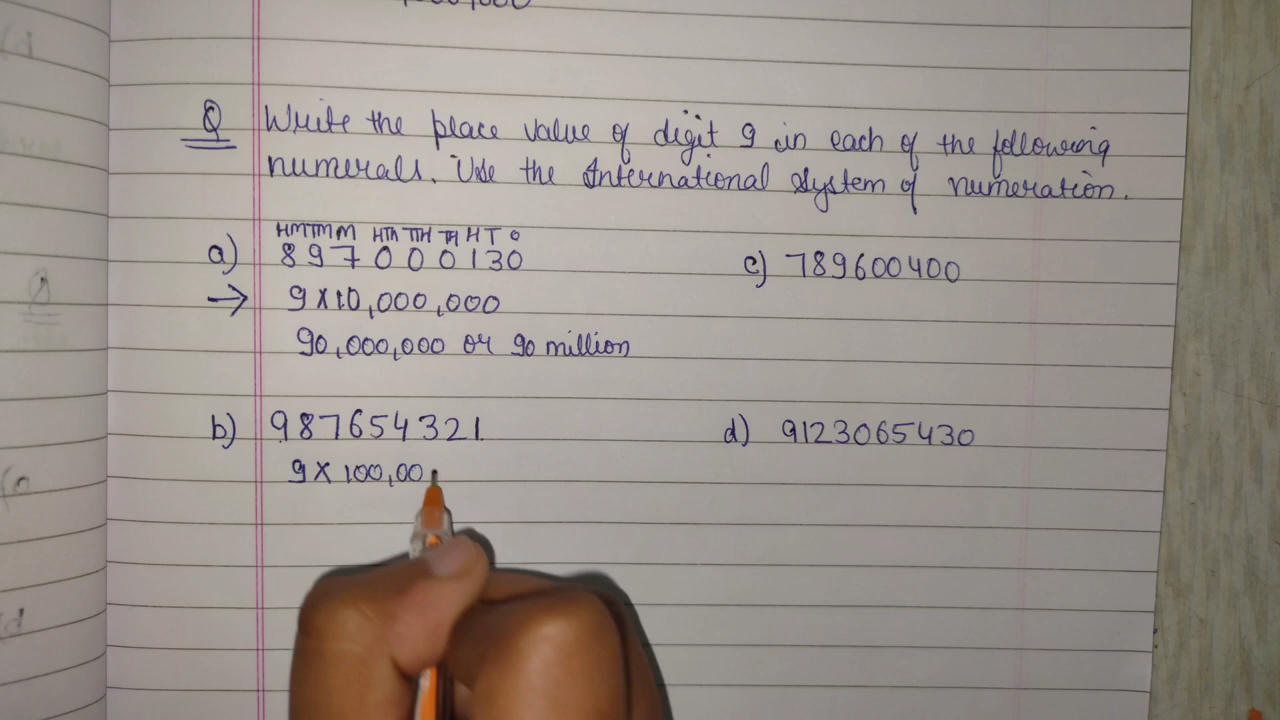 Q Write the place value of digit 9 in each of the following
numerals. Use the International System of numeration.
HM TM M HTh TTH TH H T O
a) 897000130
c) 789600400
→ 9 x 10,000,000
90,000,000 or 90 million
b) 987654321
d) 9123065430
9 x 100,00